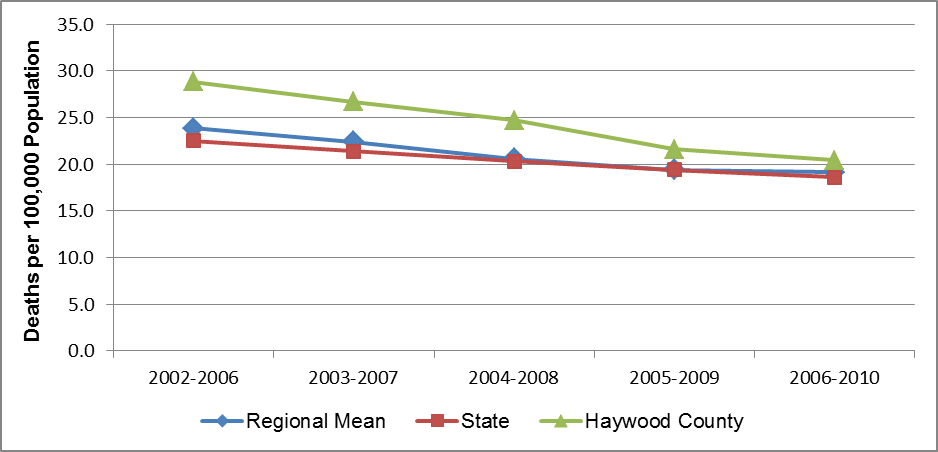 35.0
30.0
25.0
20.0
15.0
10.0
5.0
0.0
Deaths per 100,000 Population
2002-2006 2003-2007 2004-2008 2005-2009 2006-2010
Regional Mean State Haywood County